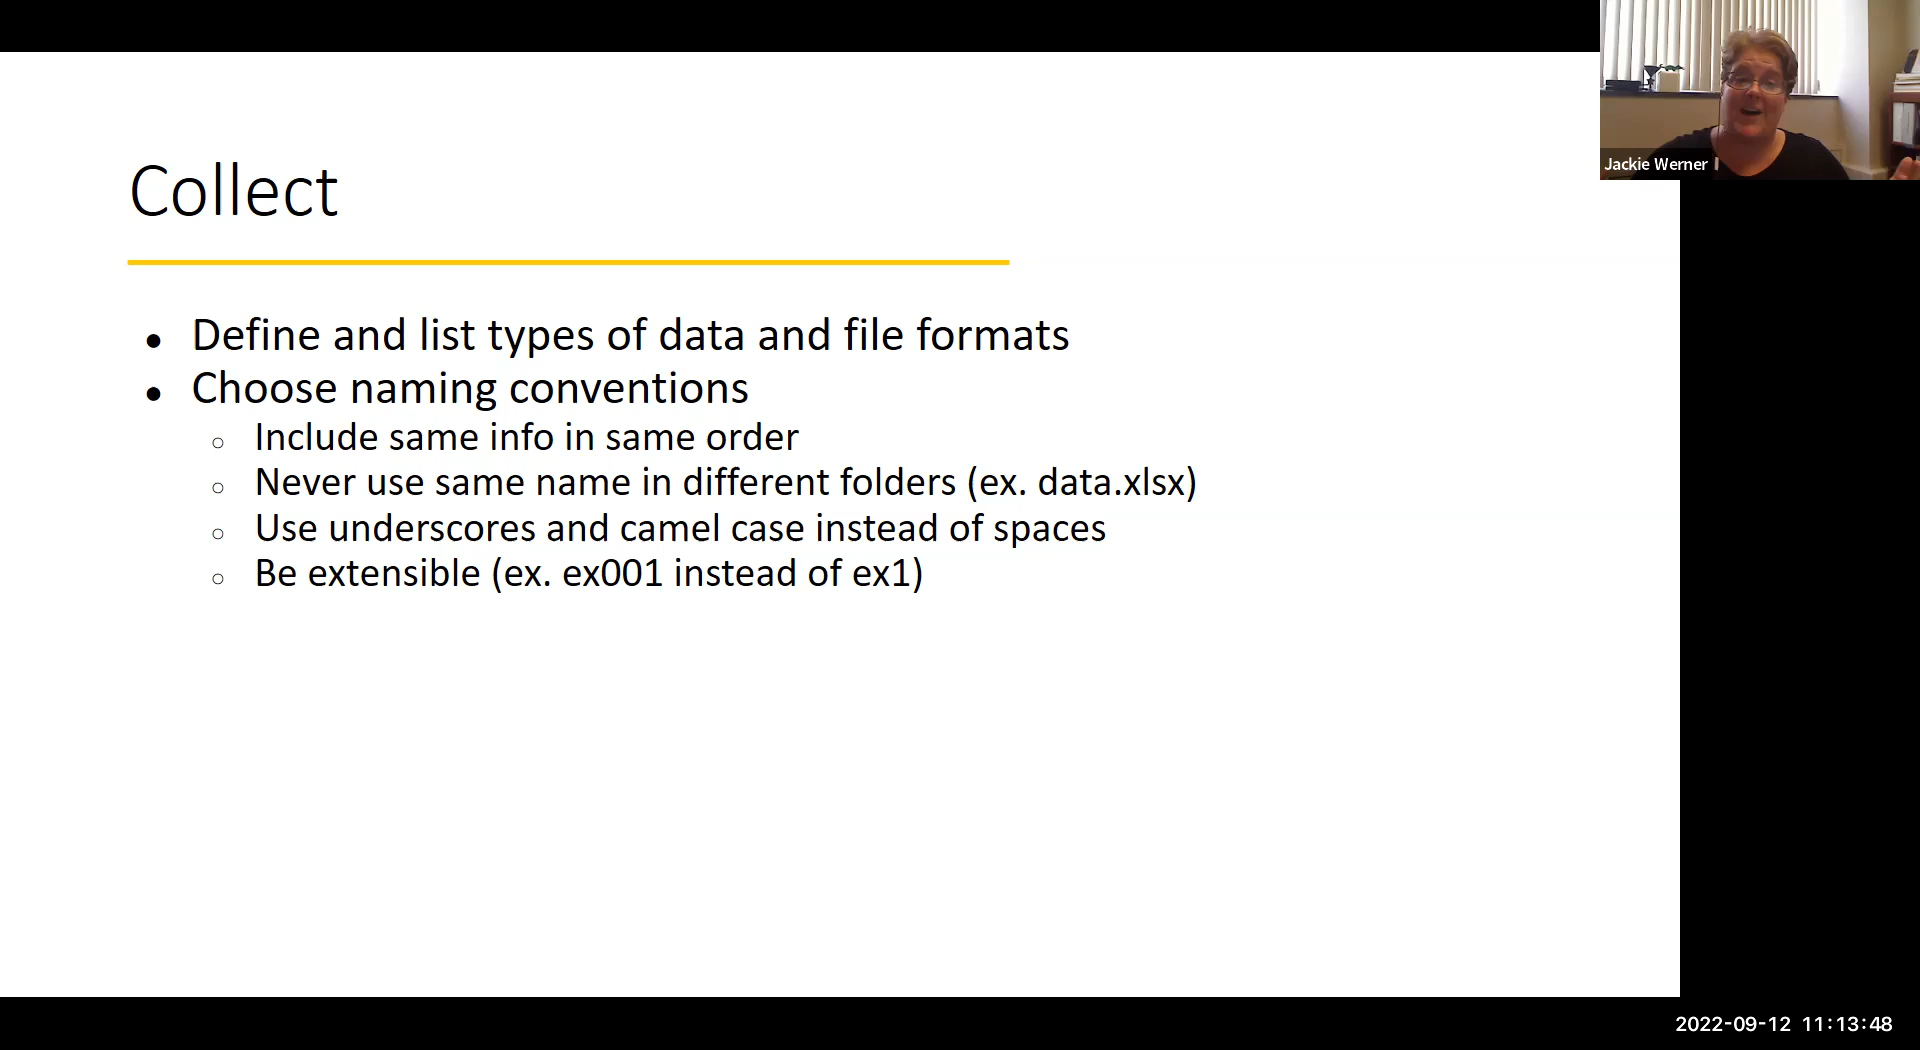 Collect
● Define and list types of data and file formats
● Choose naming conventions
○ Include same info in same order
○ Never use same name in different folders (ex. data.xlsx)
○ Use underscores and camel case instead of spaces
○ Be extensible (ex. ex001 instead of ex1)
Jackie Werner
2022-09-12 11:13:48